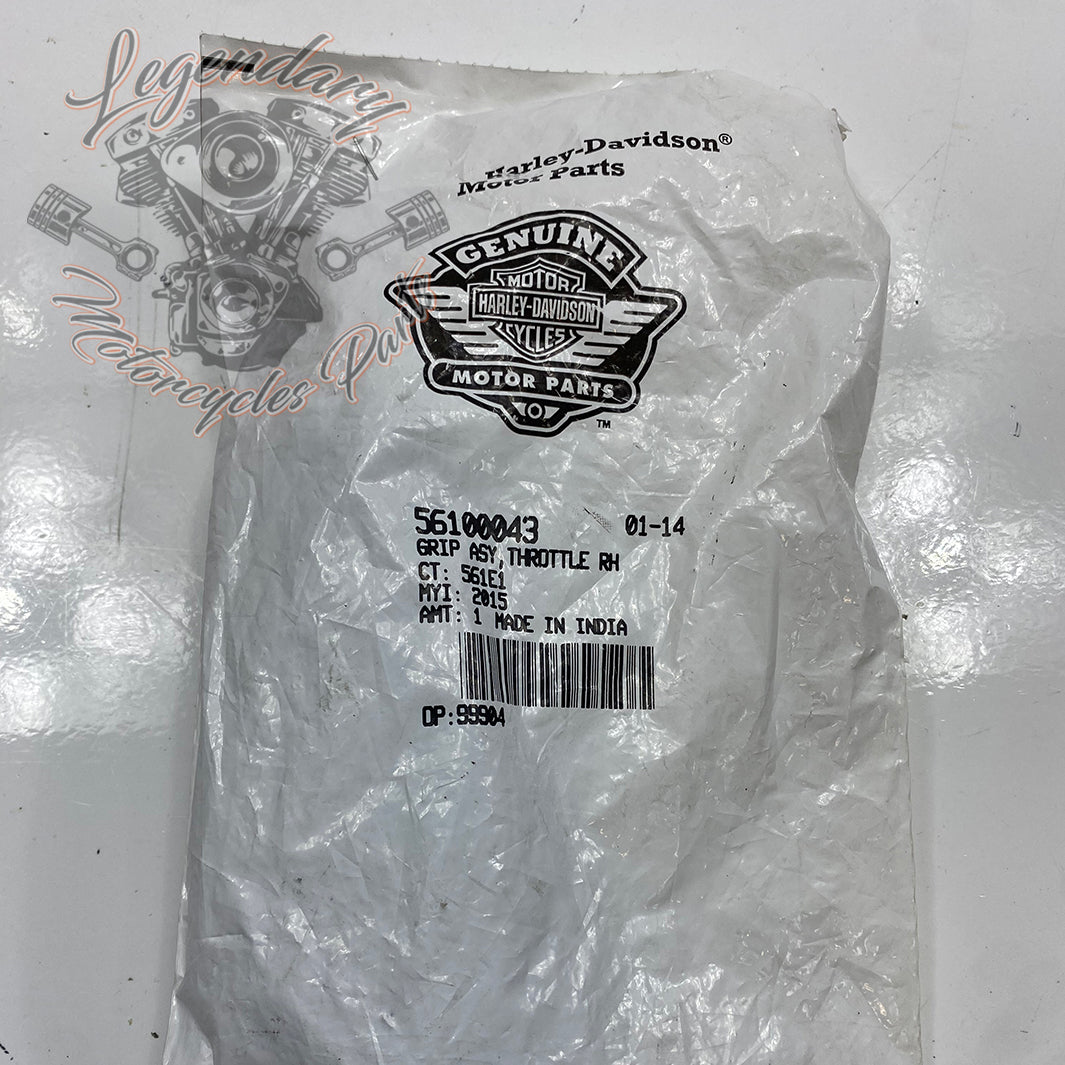 Legendary
Motorcycles Parts
Harley-Davidson®
Motor Parts
GENUINE
MOTOR
HARLEY-DAVIDSON
CYCLES
MOTOR PARTS
TM
56100043 01-14
GRIP ASY,THROTTLE RH
CT: 561E1
MYI: 2015
AMT: 1 MADE IN INDIA
OP:99904